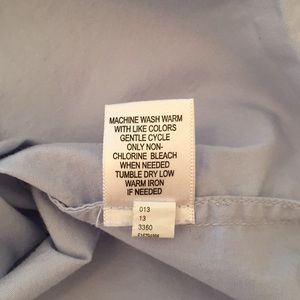 MACHINE WASH WARM
WITH LIKE COLORS
GENTLE CYCLE
ONLY NON-
CHLORINE BLEACH
WHEN NEEDED
TUMBLE DRY LOW
WARM IRON
IF NEEDED
013
13
3360